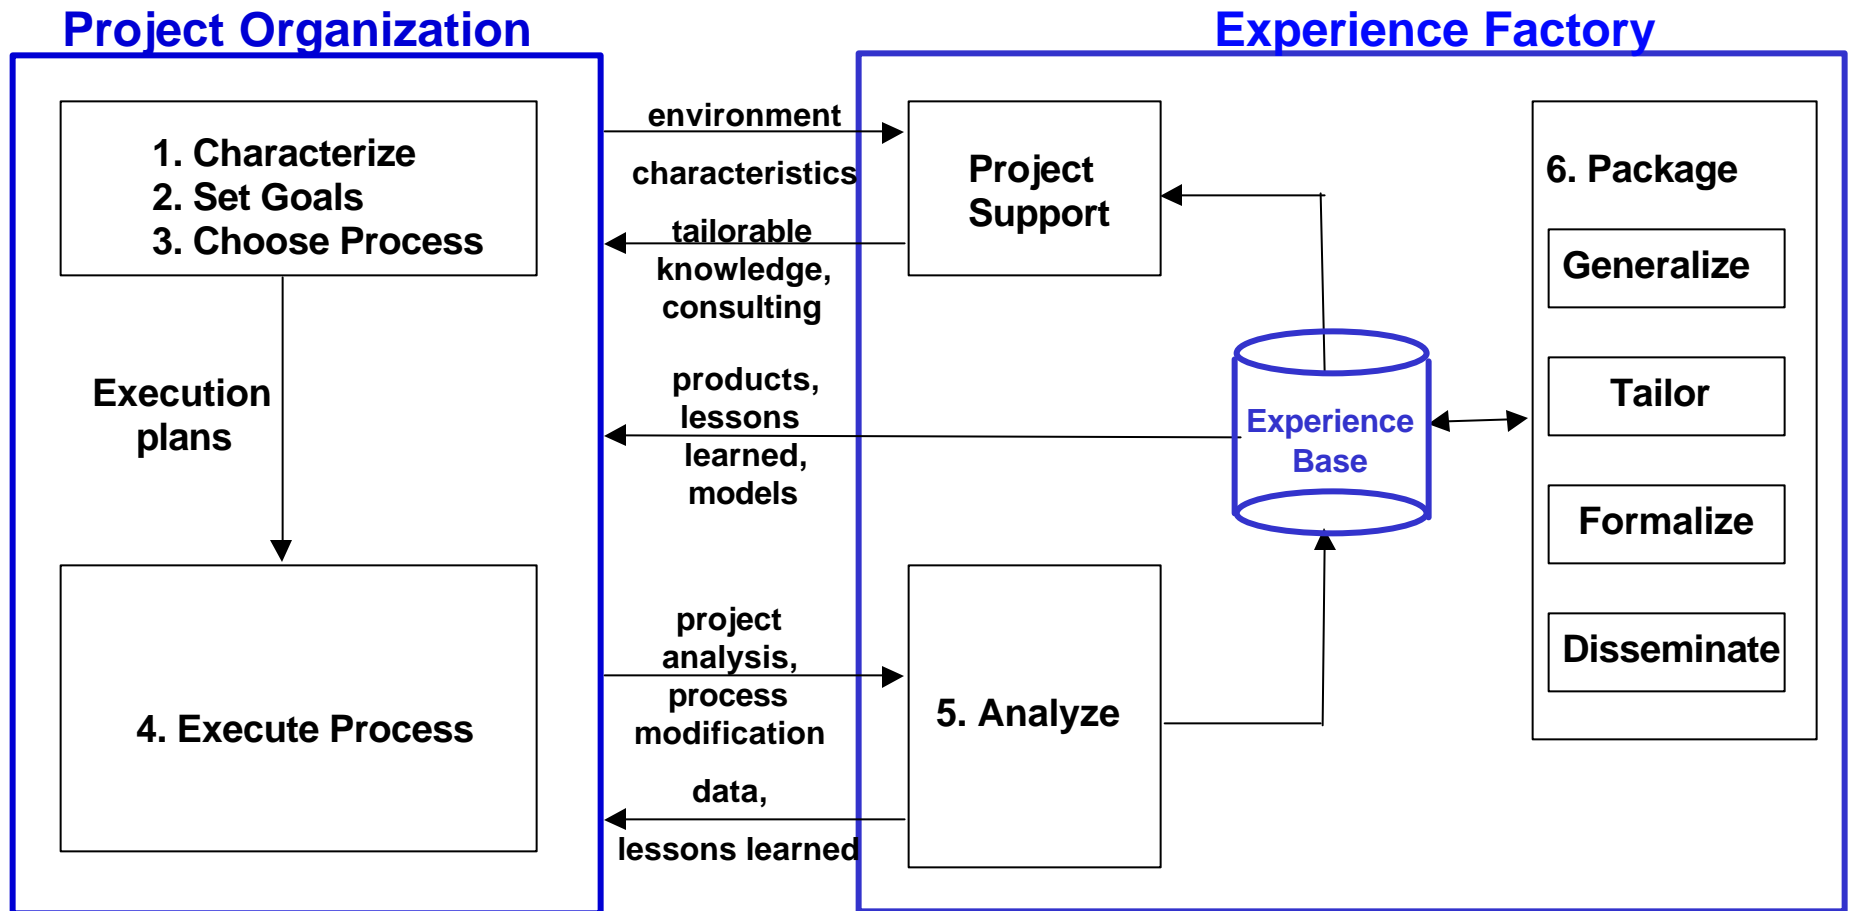 Project Organization
Experience Factory
1. Characterize
2. Set Goals
3. Choose Process
Execution
plans
4. Execute Process
environment
characteristics
tailorable
knowledge,
consulting
products,
lessons
learned,
models
project
analysis,
process
modification
data,
lessons learned
Project
Support
5. Analyze
Experience
Base
6. Package
Generalize
Tailor
Formalize
Disseminate